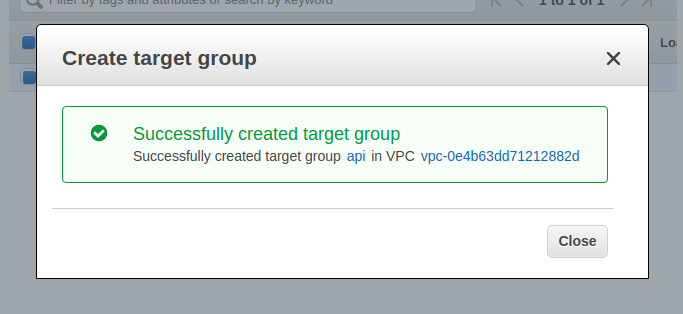 Filter by tags and attributes or search by keyword
1 to 1 of 1
Create target group
Successfully created target group
Successfully created target group api in VPC vpc-0e4b63dd71212882d
Close